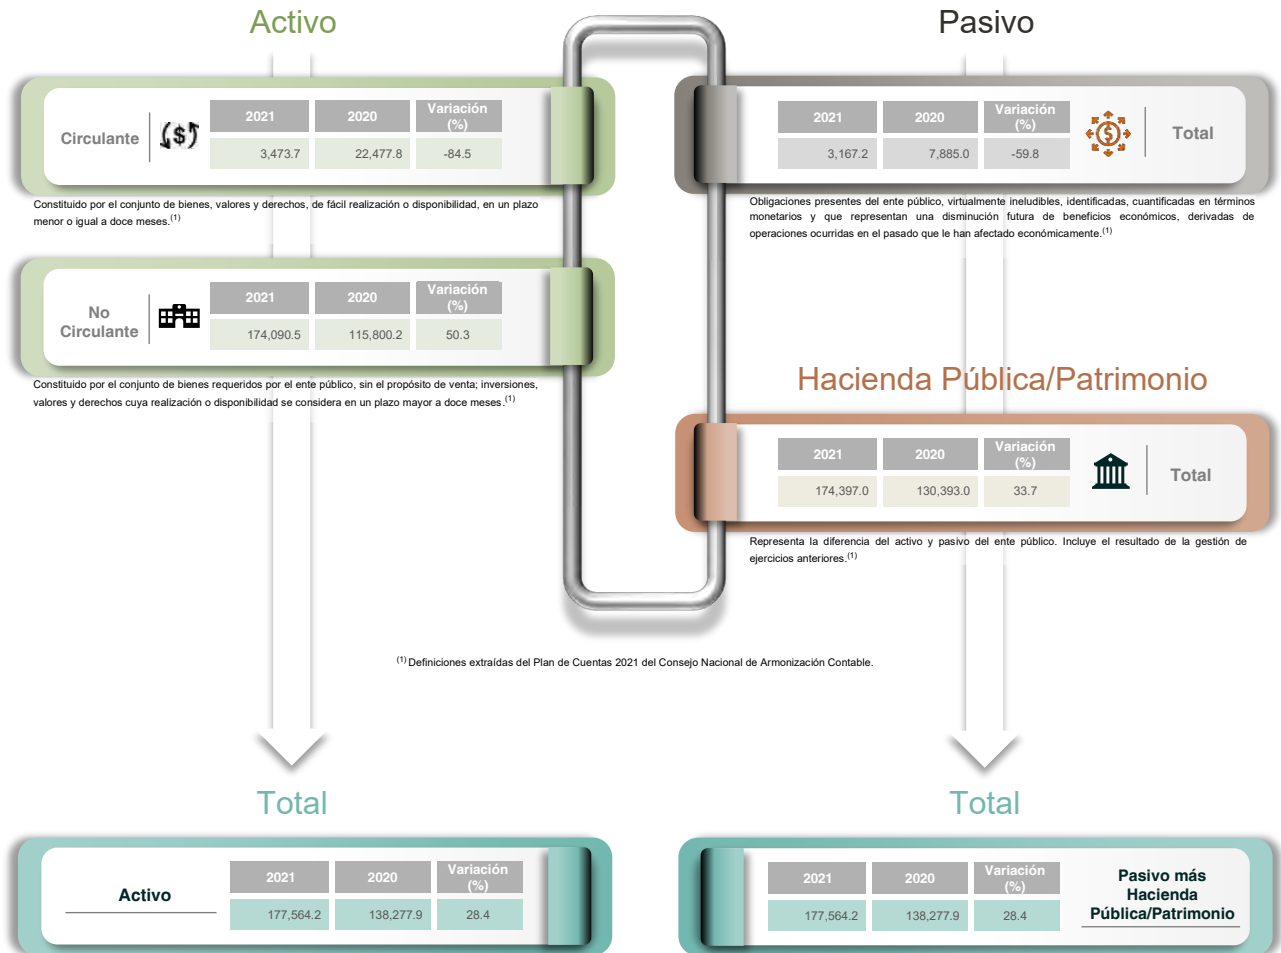 Activo
Circulante
2021 2020 Variación (%)
3,473.7 22,477.8 -84.5
Constituido por el conjunto de bienes, valores y derechos, de fácil realización o disponibilidad, en un plazo
menor o igual a doce meses.(1)
No
Circulante
2021 2020 Variación (%)
174,090.5 115,800.2 50.3
Constituido por el conjunto de bienes requeridos por el ente público, sin el propósito de venta; inversiones,
valores y derechos cuya realización o disponibilidad se considera en un plazo mayor a doce meses.(1)
Pasivo
2021 2020 Variación (%)
3,167.2 7,885.0 -59.8
Total
Obligaciones presentes del ente público, virtualmente ineludibles, identificadas, cuantificadas en términos
monetarios y que representan una disminución futura de beneficios económicos, derivadas de
operaciones ocurridas en el pasado que le han afectado económicamente.(1)
Hacienda Pública/Patrimonio
2021 2020 Variación (%)
174,397.0 130,393.0 33.7
Total
Representa la diferencia del activo y pasivo del ente público. Incluye el resultado de la gestión de
ejercicios anteriores.(1)
(1) Definiciones extraídas del Plan de Cuentas 2021 del Consejo Nacional de Armonización Contable.
Total
Activo
2021 2020 Variación (%)
177,564.2 138,277.9 28.4
Total
2021 2020 Variación (%)
177,564.2 138,277.9 28.4
Pasivo más
Hacienda
Pública/Patrimonio